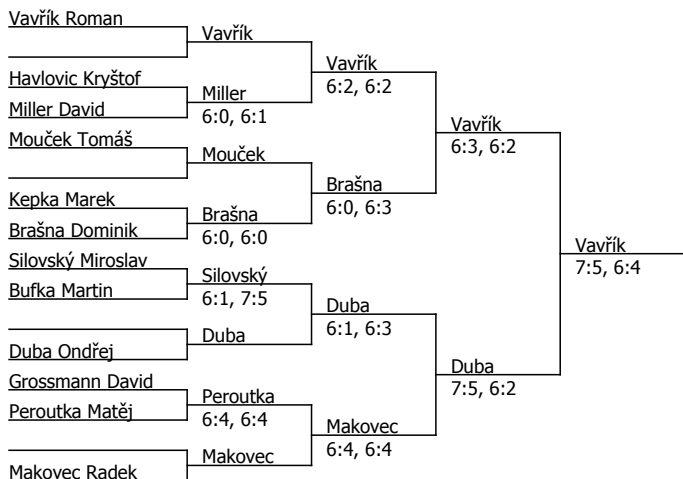 Vavřík Roman
Vavřík
Vavřík
6:2, 6:2
Havlovic Kryštof
Miller
6:0, 6:1
Miller David
Vavřík
6:3, 6:2
Mouček Tomáš
Mouček
Brašna
6:0, 6:3
Kepka Marek
Brašna
6:0, 6:0
Brašna Dominik
Vavřík
7:5, 6:4
Silovský Miroslav
Silovský
6:1, 7:5
Bufka Martin
Duba
6:1, 6:3
Duba
Duba Ondřej
Duba
7:5, 6:2
Grossmann David
Peroutka
6:4, 6:4
Peroutka Matěj
Makovec
6:4, 6:4
Makovec
Makovec Radek